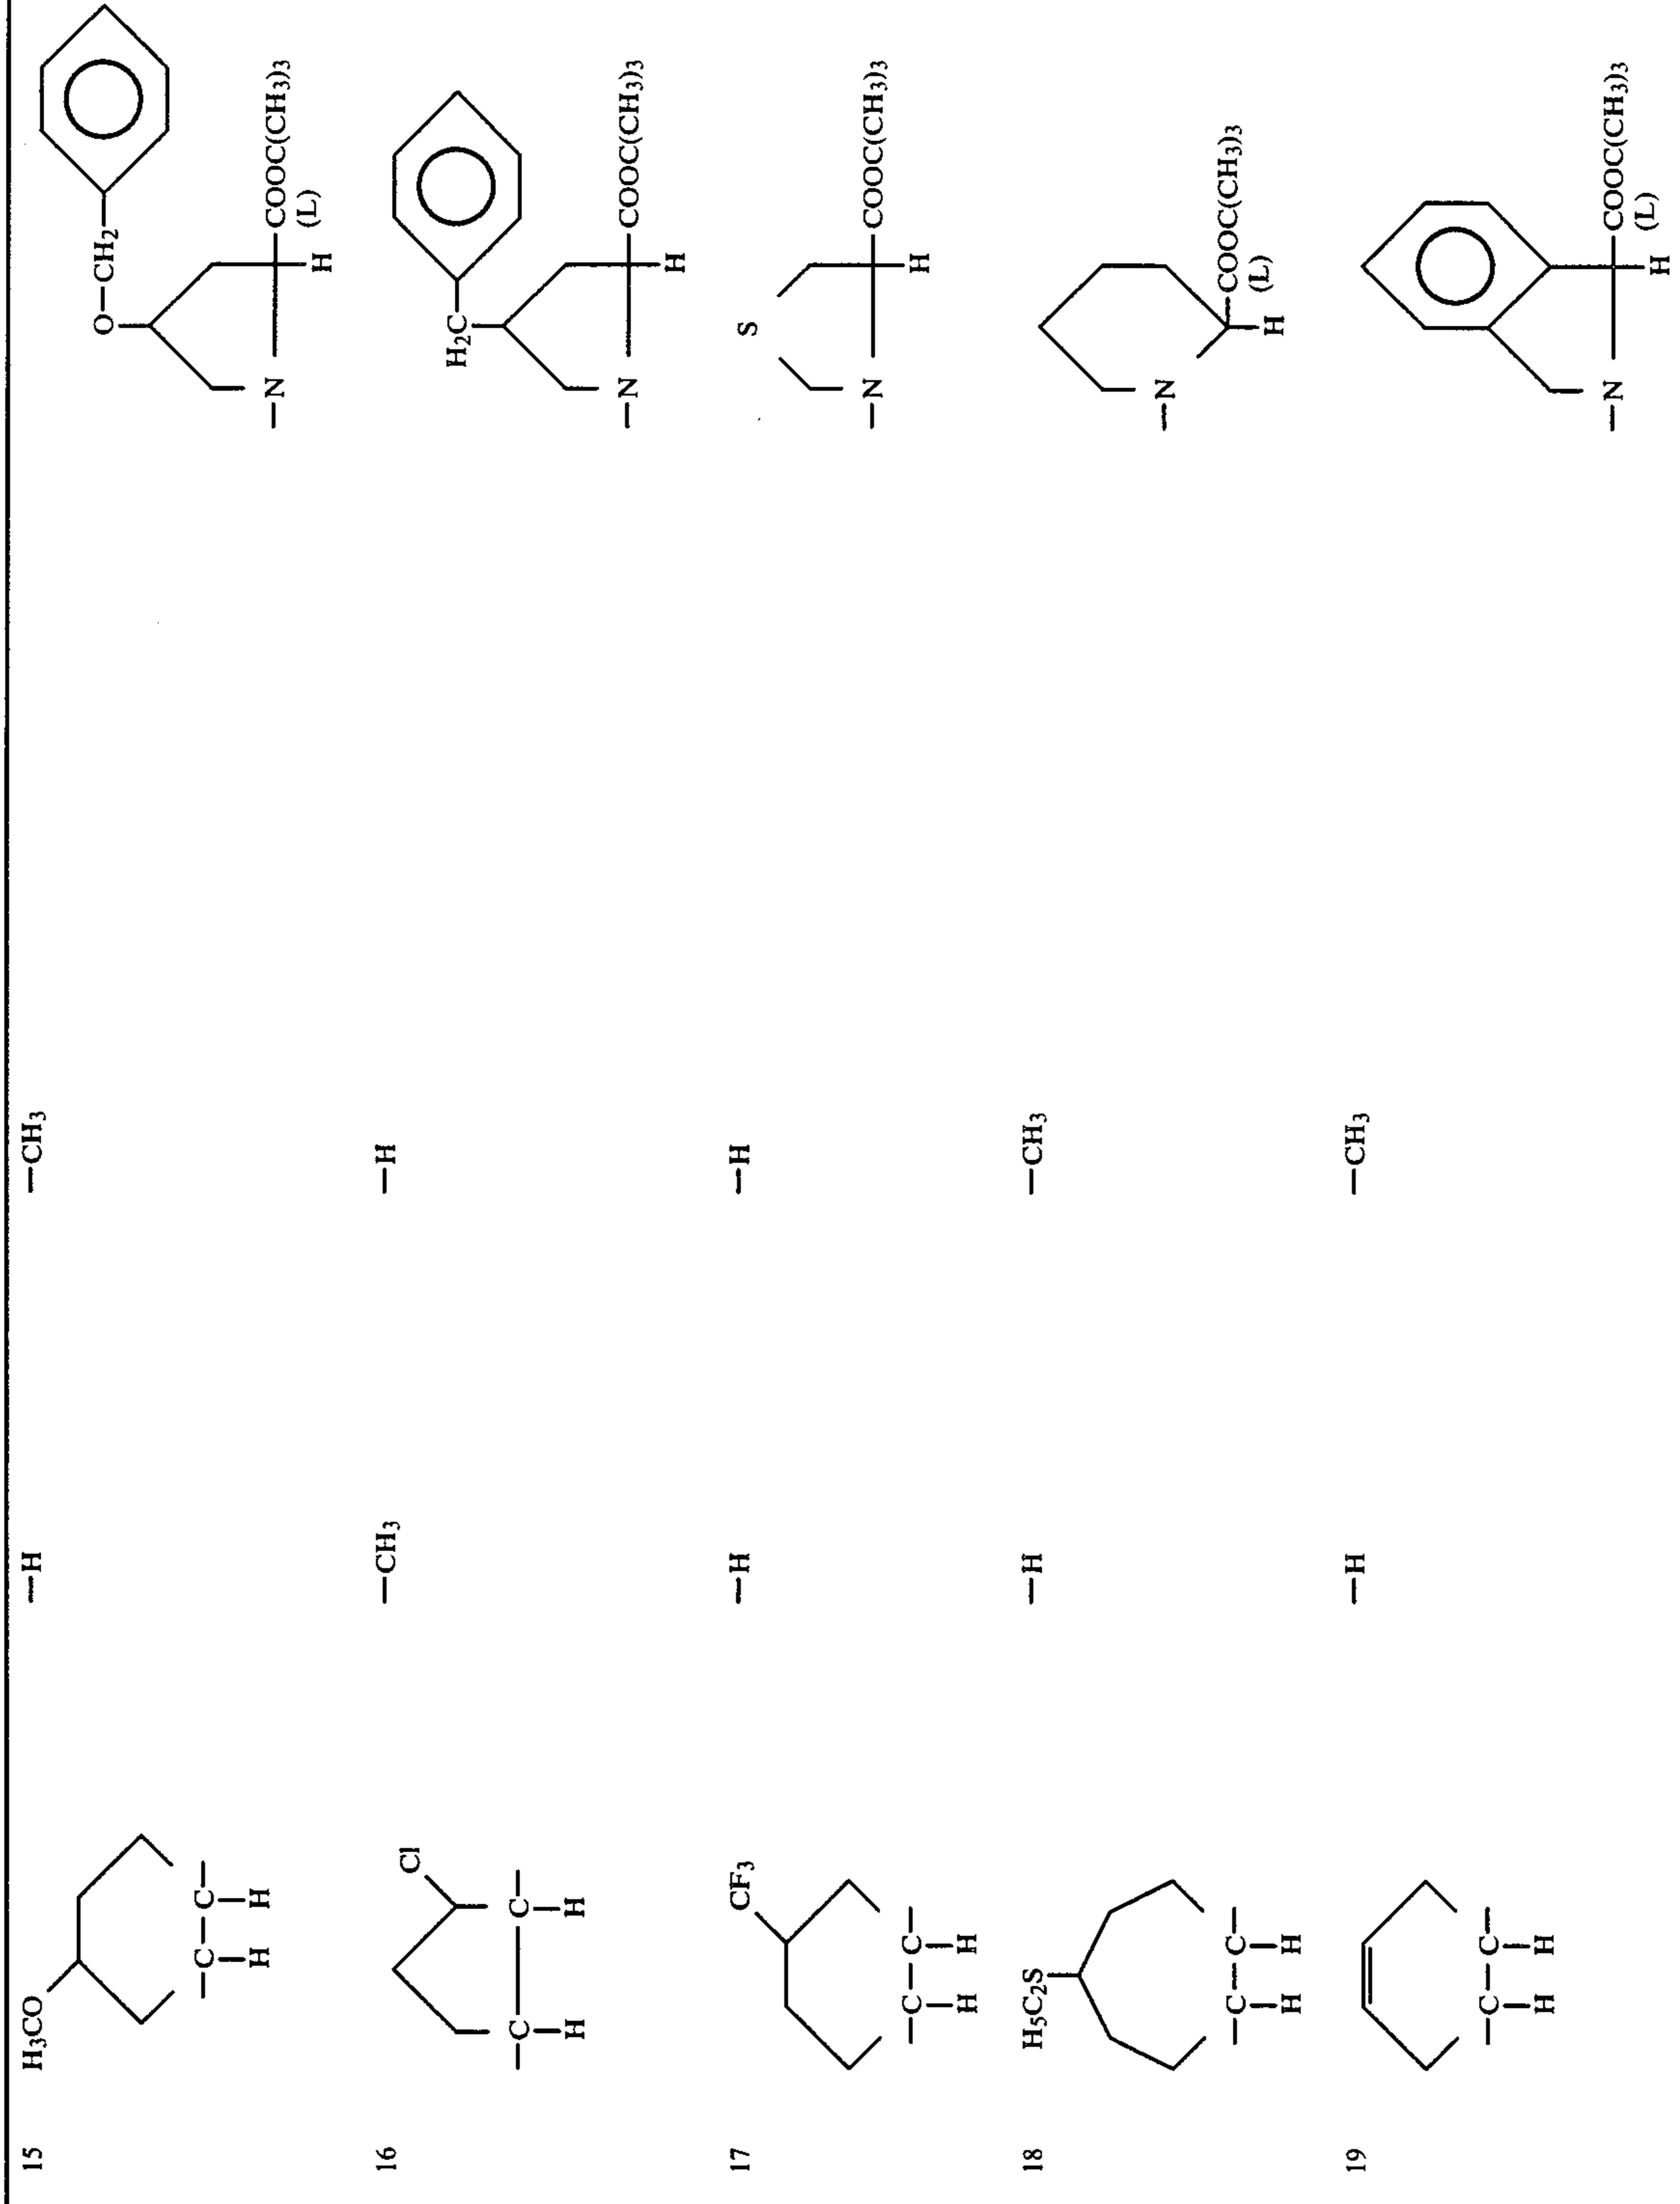 15 H₃CO —H —CH₃
O—CH₂—
—C—C—
H H
—N —COOC(CH₃)₃
(L)
H
16 —CH₃ —H
Cl
H₂C
—C—C—
H H
—N —COOC(CH₃)₃
H
17 CF₃ —H —H S
—C—C— —N —COOC(CH₃)₃
H H H
18 H₅C₂S —H —CH₃
—N
—C—C— —COOC(CH₃)₃
(L)
H H H
19 —H —CH₃
—C—C—
H H
—N —COOC(CH₃)₃
(L)
H